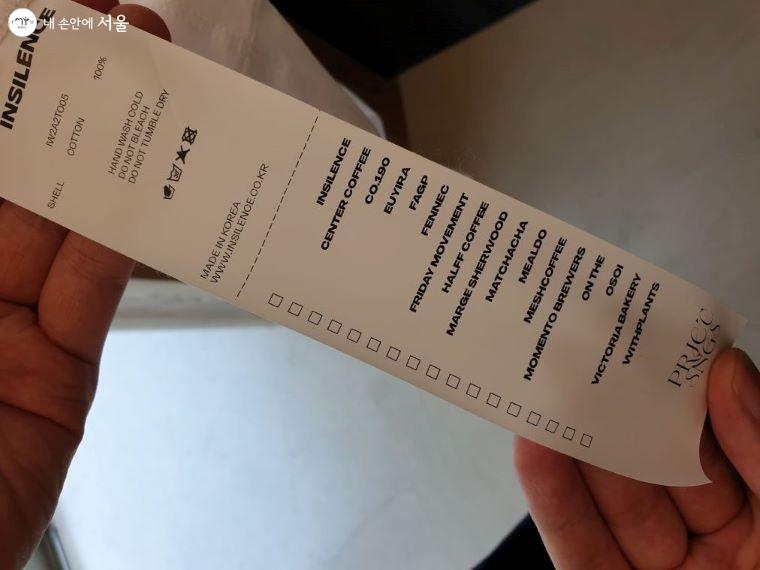 내 손안에 서울
INSILENCE
IW2A2TO05
SHELL COTTON 100%
HAND WASH COLD
DO NOT BLEACH
DO NOT TUMBLE DRY
MADE IN KOREA
WWW.INSILENCE.CO.KR
INSILENCE
CENTER COFFEE
CO.190
EUYIRA
FAGP
FENNEC
FRIDAY MOVEMENT
HALFF COFFEE
MARGE SHERWOOD
MATCHACHA
MEALDO
MESHCOFFEE
MOMENTO BREWERS
ON THE
OSOI
VICTORIA BAKERY
WITHPLANTS